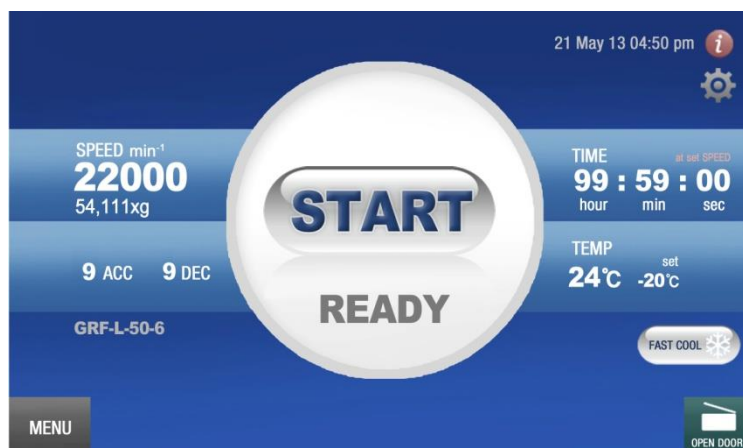 21 May 13 04:50 pm
i
SPEED min⁻¹
22000
54,111xg
9 ACC 9 DEC
GRF-L-50-6
START
READY
TIME at set SPEED
99 : 59 : 00
hour min sec
TEMP
set
24℃ -20℃
FAST COOL
MENU
OPEN DOOR